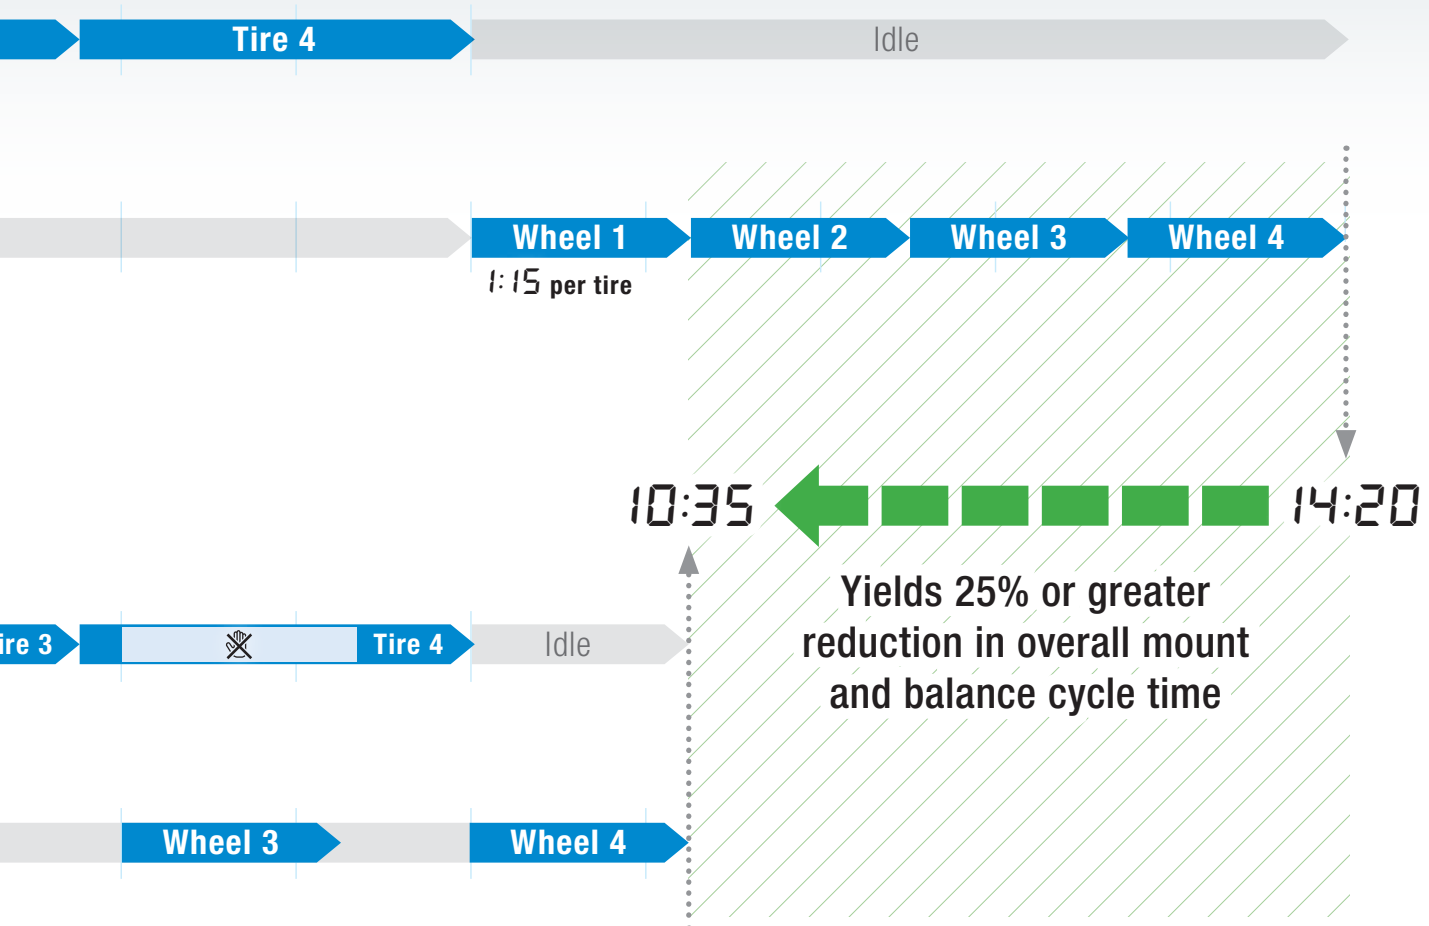 Tire 4
Idle
Wheel 1
Wheel 2
Wheel 3
Wheel 4
1:15 per tire
10:35
14:20
Yields 25% or greater
reduction in overall mount
and balance cycle time
ire 3
Tire 4
Idle
Wheel 3
Wheel 4